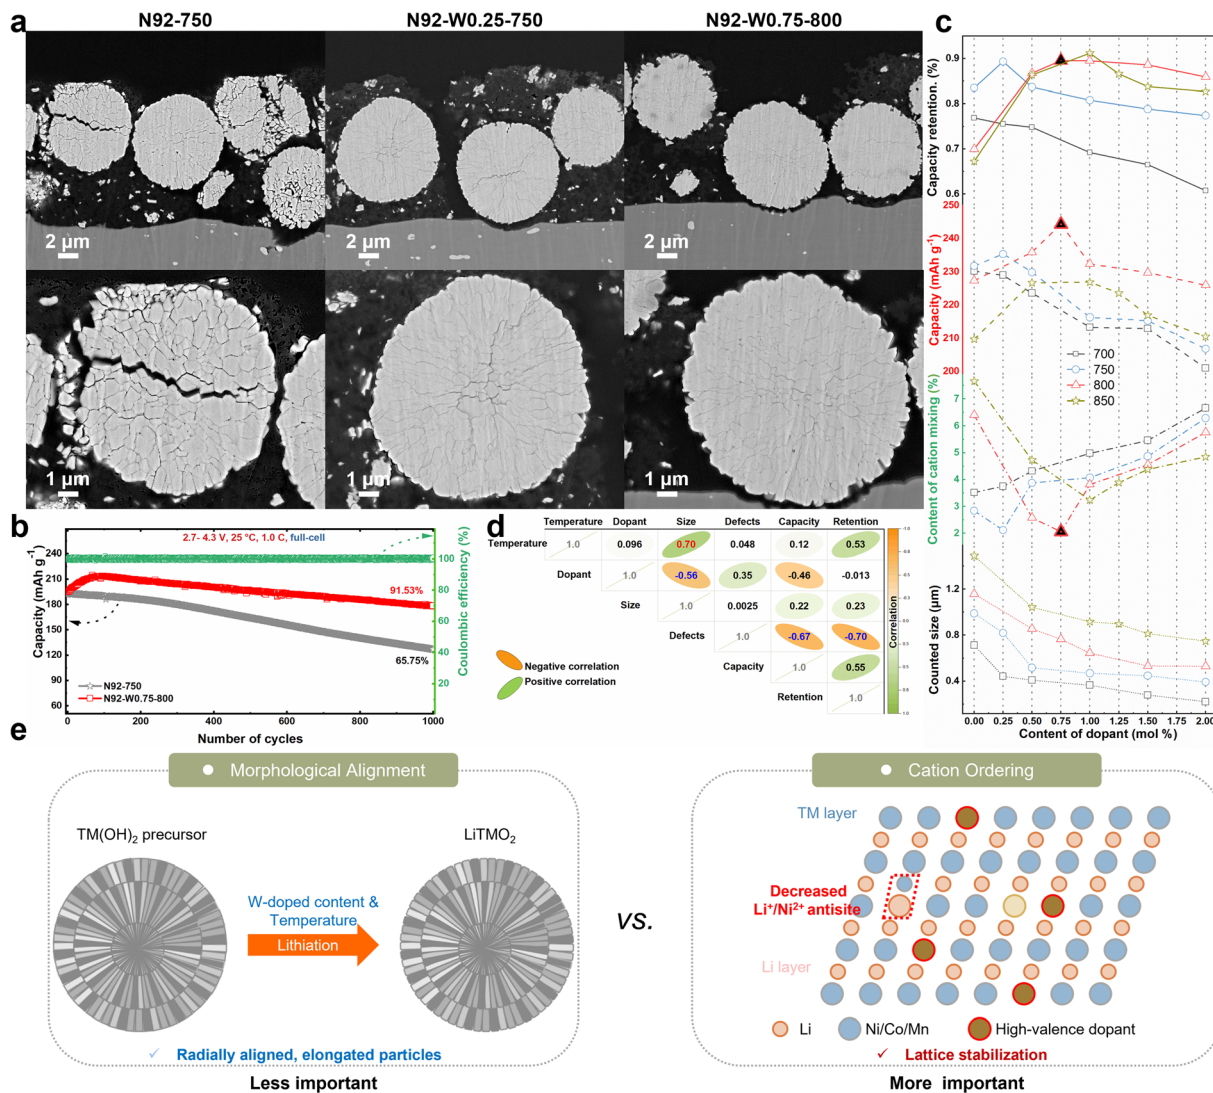 a
N92-750
N92-W0.25-750
N92-W0.75-800
2 μm
2 μm
2 μm
1 μm
1 μm
1 μm
b
2.7- 4.3 V, 25 °C, 1.0 C, full-cell
Capacity (mAh g-1)
240
210
180
150
120
90
60
91.53%
65.75%
N92-750
N92-W0.75-800
0
200
400
600
800
1000
Number of cycles
100
80
60
40
20
Coulombic efficiency (%)
d
Temperature
Dopant
Size
Defects
Capacity
Retention
Temperature
1.0
0.096
0.70
0.048
0.12
0.53
Dopant
1.0
-0.56
0.35
-0.46
-0.013
Size
1.0
0.0025
0.22
0.23
Defects
1.0
-0.67
-0.70
Capacity
1.0
0.55
Retention
1.0
Negative correlation
Positive correlation
Correlation
c
Capacity retention. (%)
0.9
0.8
0.7
0.6
Capacity (mAh g-1)
250
240
230
220
210
200
700
750
800
850
Content of cation mixing (%)
7
6
5
4
3
2
Counted size (μm)
1.2
0.8
0.4
0.00
0.25
0.50
0.75
1.00
1.25
1.50
1.75
2.00
Content of dopant (mol %)
e
Morphological Alignment
TM(OH)2 precursor
LiTMO2
W-doped content &
Temperature
Lithiation
✓ Radially aligned, elongated particles
Less important
vs.
Cation Ordering
TM layer
Decreased
Li+/Ni2+ antisite
Li layer
Li
Ni/Co/Mn
High-valence dopant
✓ Lattice stabilization
More important